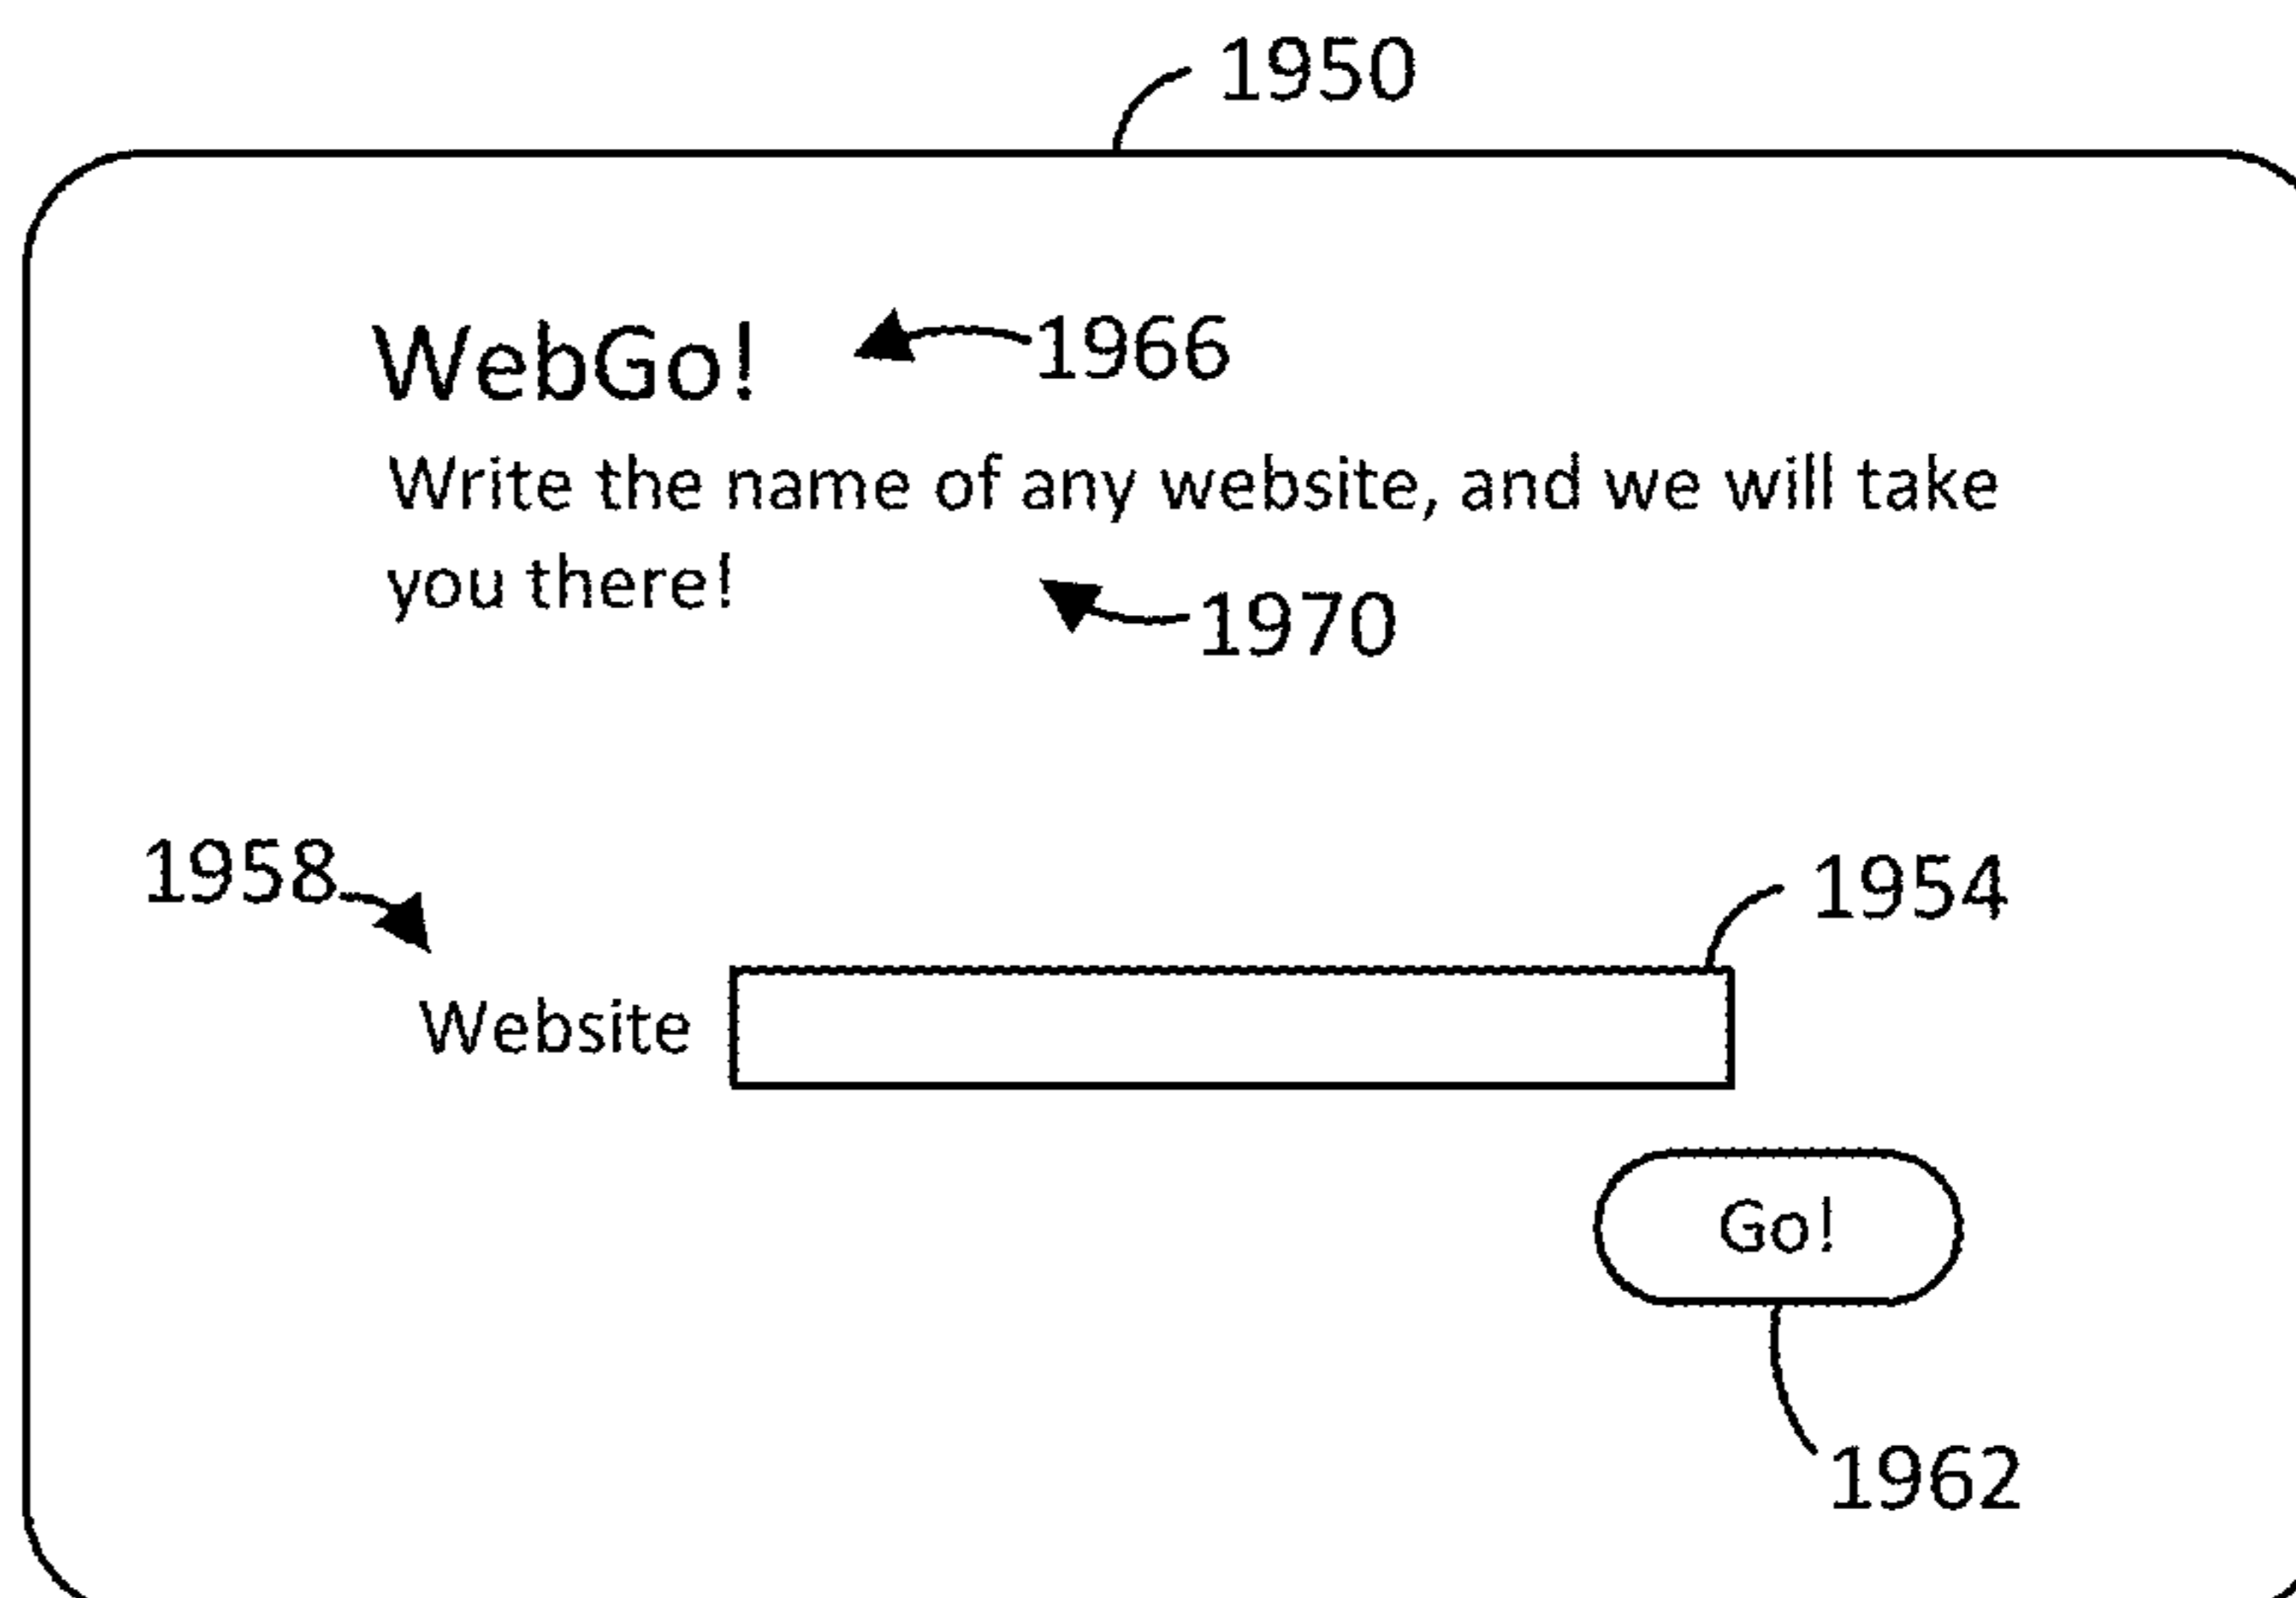 1950
WebGo!
1966
Write the name of any website, and we will take
you there!
1970
1958
1954
Website
Go!
1962